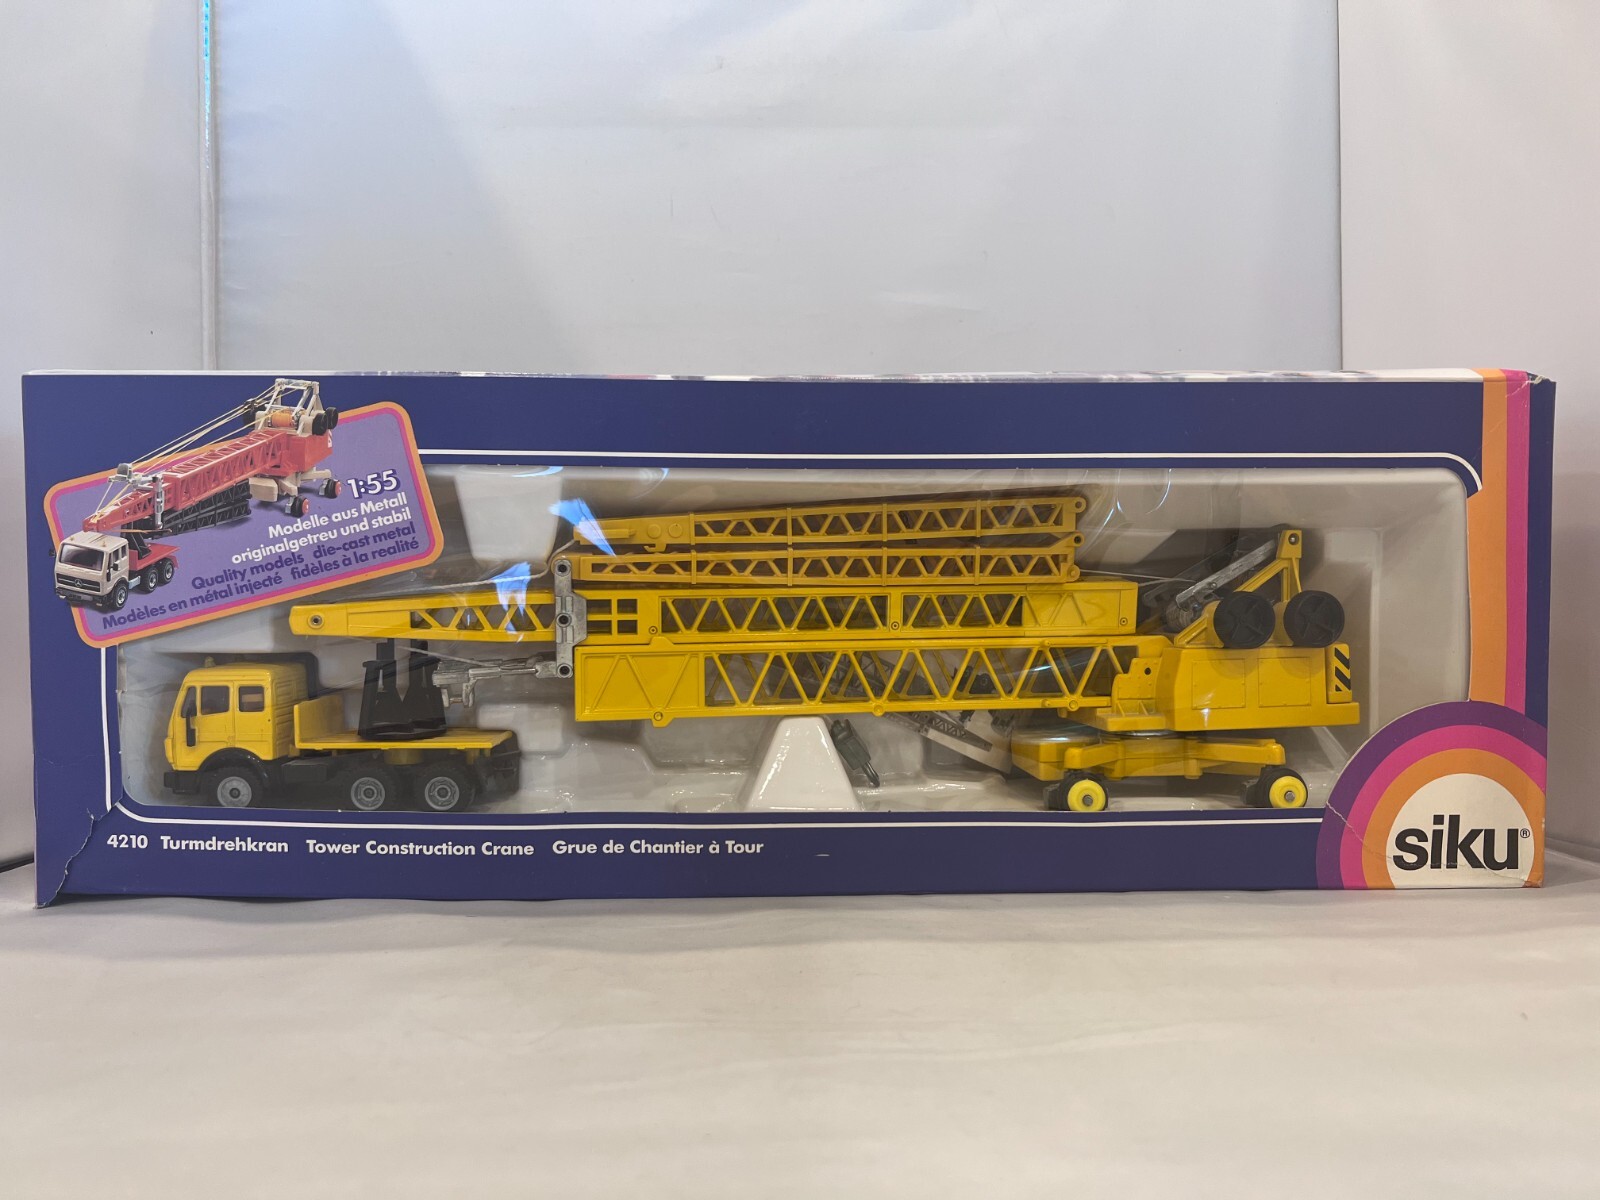 1:55
Modelle aus Metall
originalgetreu und stabil
Quality models die-cast metal
Modèles en métal injecté fidèles à la realité
4210 Turmdrehkran Tower Construction Crane Grue de Chantier à Tour
siku®